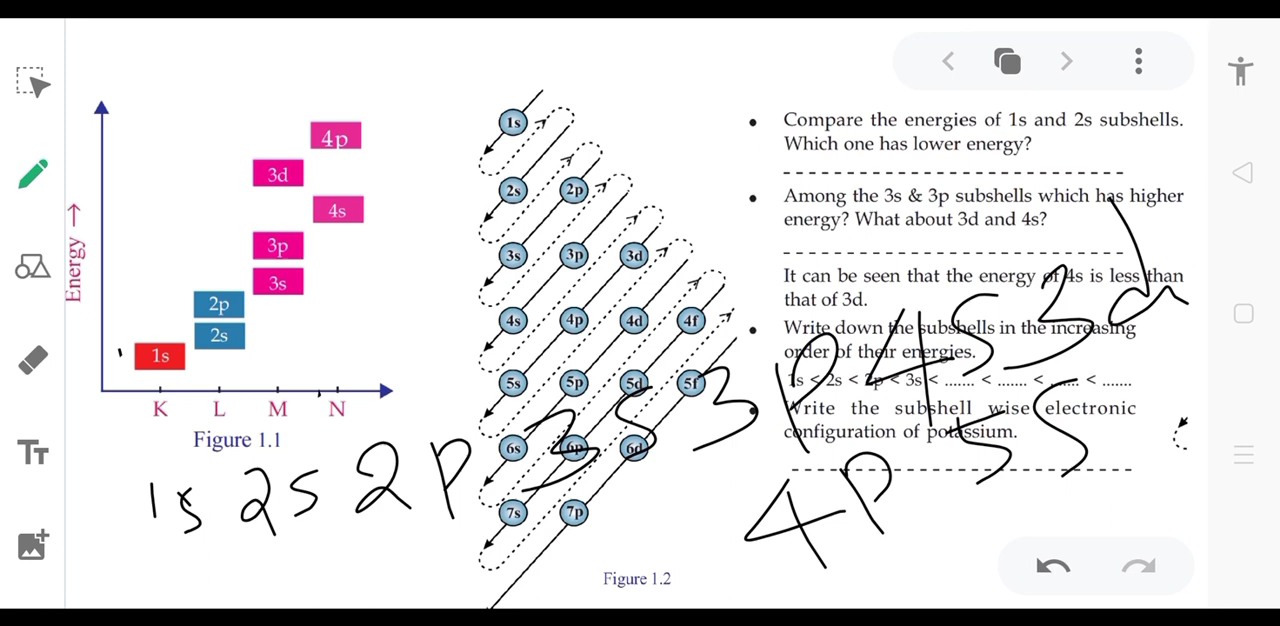 4p
3d
4s
3p
3s
2p
2s
1s
Energy →
K L M N
Figure 1.1
1s
2s 2p
3s 3p 3d
4s 4p 4d 4f
5s 5p 5d 5f
6s 6p 6d
7s 7p
Figure 1.2
• Compare the energies of 1s and 2s subshells.
Which one has lower energy?
• Among the 3s & 3p subshells which has higher
energy? What about 3d and 4s?
It can be seen that the energy of 4s is less than
that of 3d.
• Write down the subshells in the increasing
order of their energies.
1s < 2s < 2p < 3s < ....... < ....... < ....... < .......
• Write the subshell wise electronic
configuration of potassium.
1s 2s 2p 3s 3p 4s 3d
4p 5s
Tт